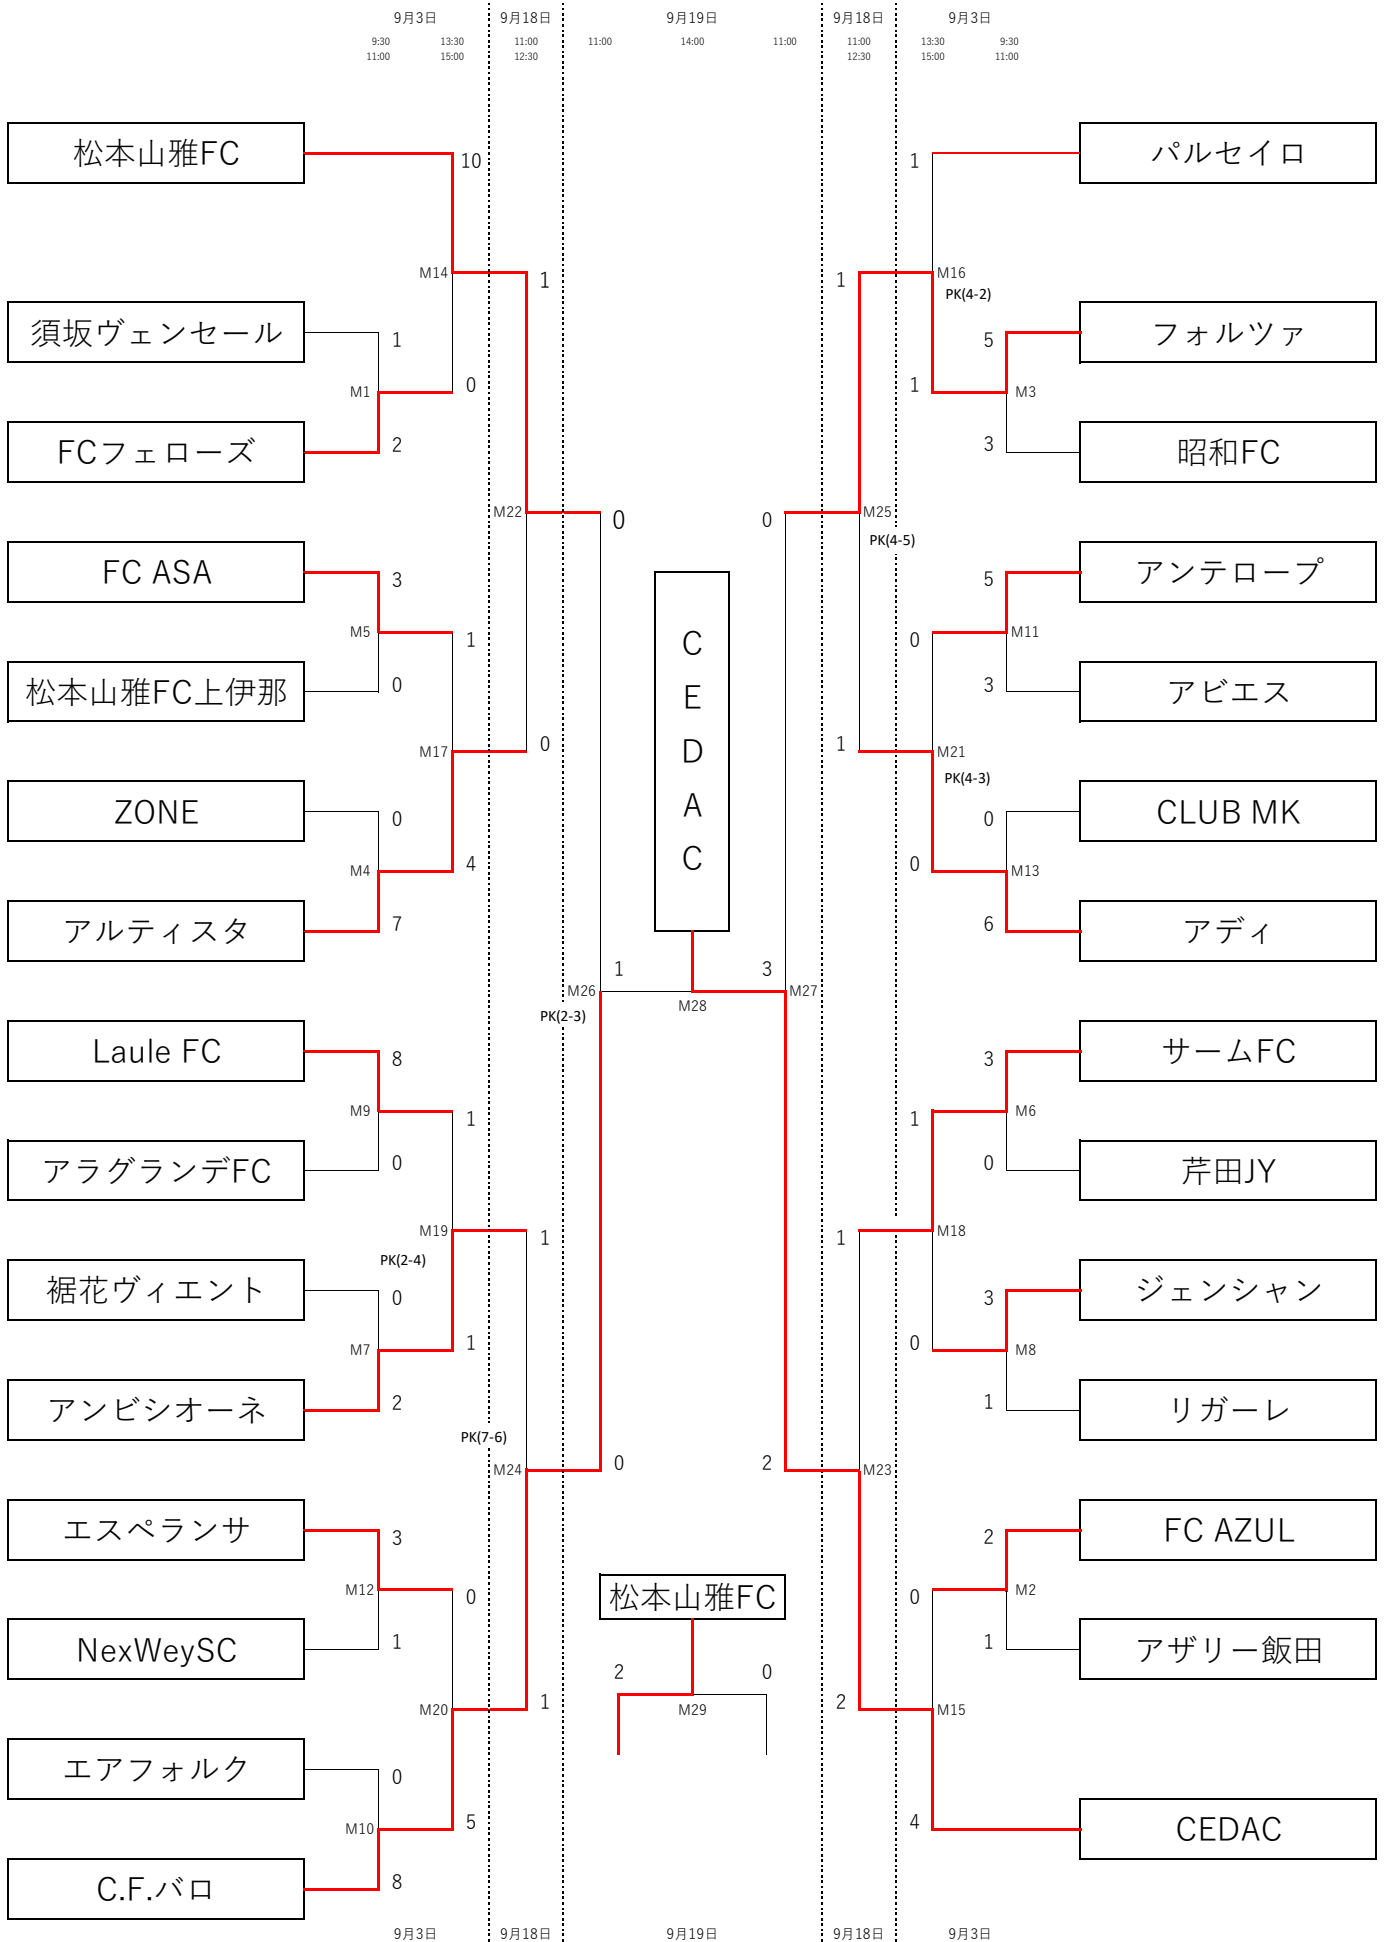 9月3日 9月18日 9月19日 9月18日 9月3日
9:30 13:30 11:00 11:00 14:00 11:00 11:00 13:30 9:30
11:00 15:00 12:30 12:30 15:00 11:00
松本山雅FC 10 1 パルセイロ
M14 1 1 M16
PK(4-2)
須坂ヴェンセール 1 5 フォルツァ
M1 0 1 M3
FCフェローズ 2 3 昭和FC
M22 0 0 M25
PK(4-5)
FC ASA 3 5 アンテロープ
M5 1 0 M11
松本山雅FC上伊那 0 3 アビエス
M17 0 1 M21
PK(4-3)
ZONE 0 0 CLUB MK
M4 4 0 M13
アルティスタ 7 6 アディ
C
E
D
A
C
1 3
M26 M28 M27
PK(2-3)
Laule FC 8 3 サームFC
M9 1 1 M6
アラグランデFC 0 0 芹田JY
M19 1 1 M18
PK(2-4)
裾花ヴィエント 0 3 ジェンシャン
M7 1 0 M8
アンビシオーネ 2 1 リガーレ
PK(7-6)
M24 0 2 M23
エスペランサ 3 2 FC AZUL
M12 0 0 M2
松本山雅FC
NexWeySC 1 1 アザリー飯田
2 0
M20 1 M29 2 M15
エアフォルク 0
M10 5 4 CEDAC
C.F.バロ 8
9月3日 9月18日 9月19日 9月18日 9月3日